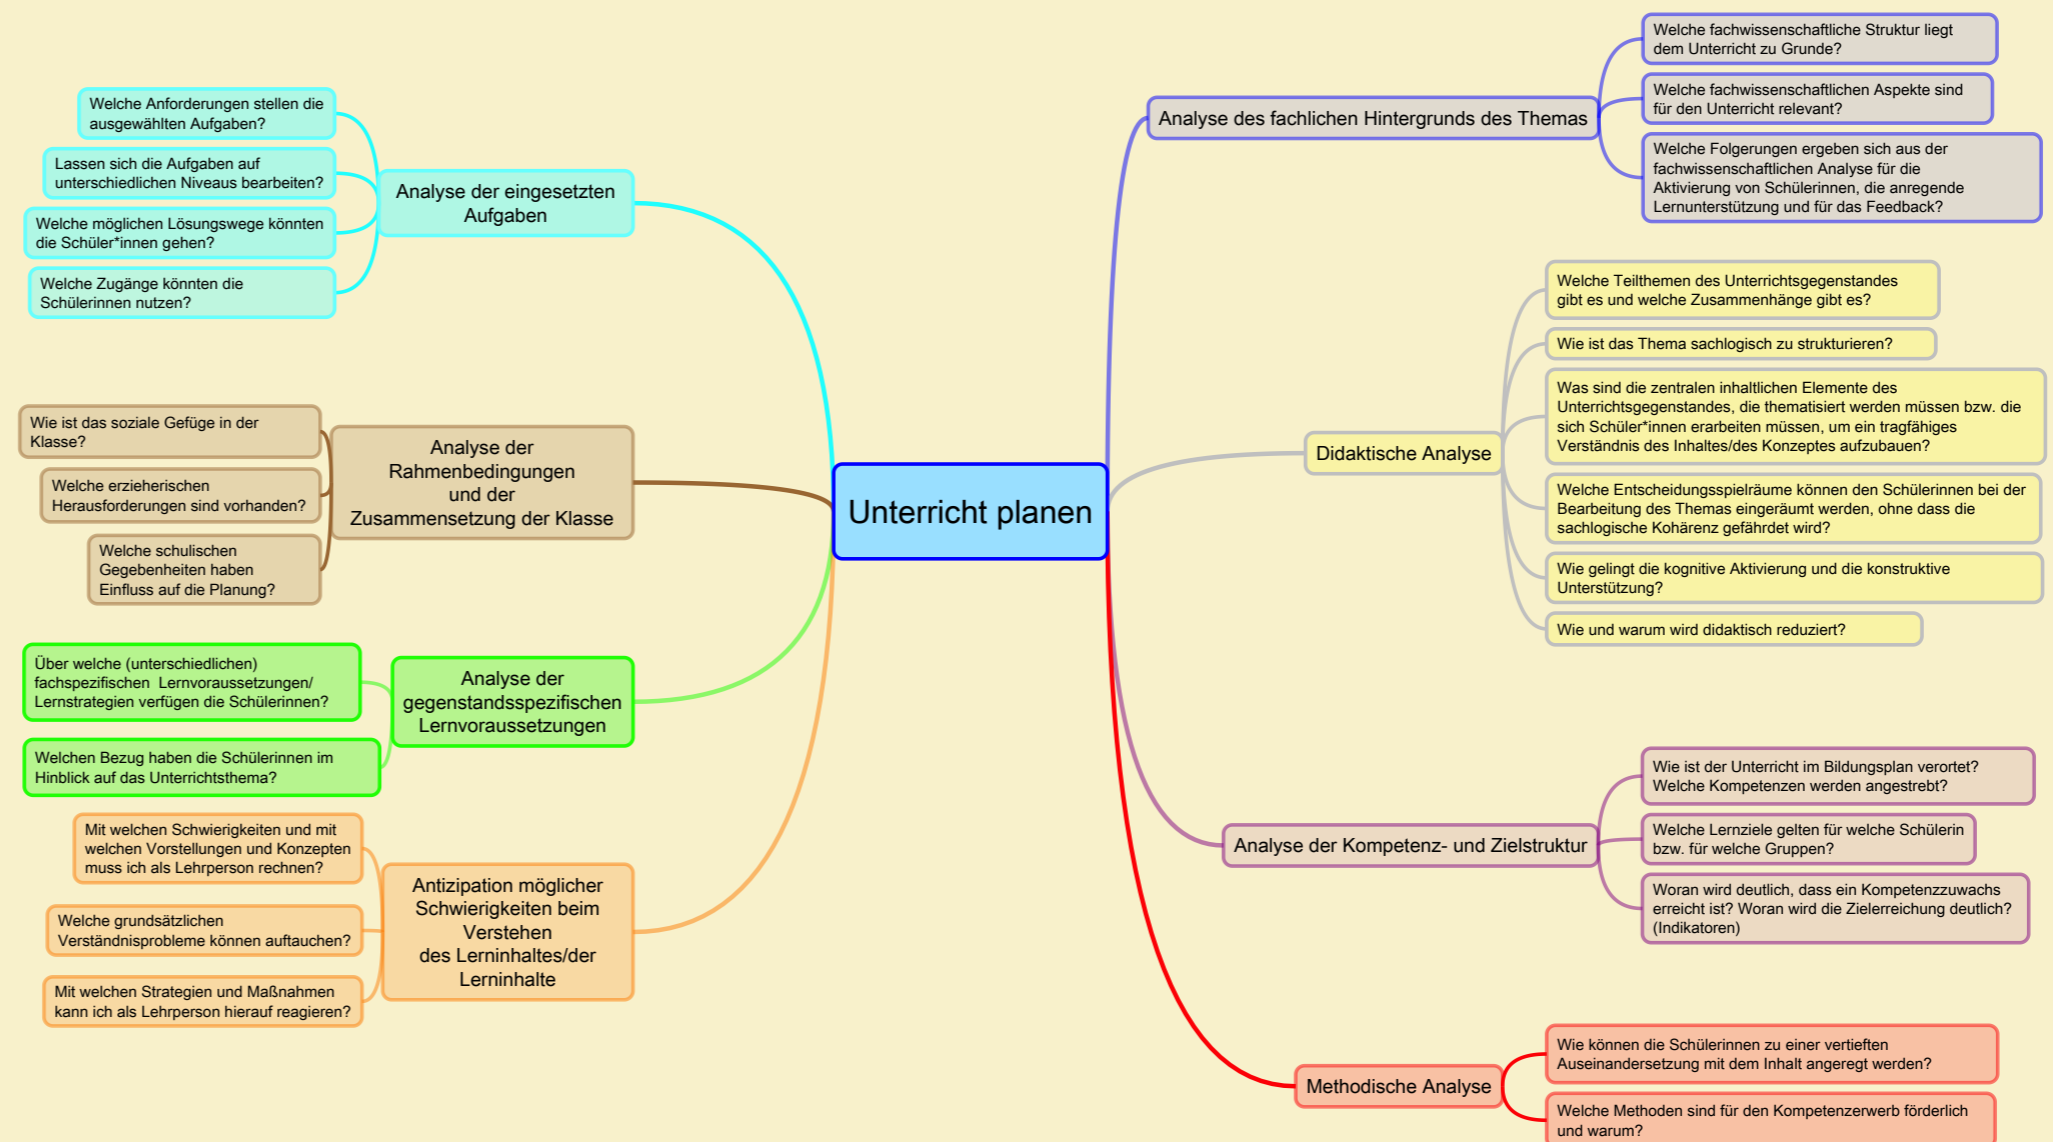 Unterricht planen
Analyse des fachlichen Hintergrunds des Themas
Welche fachwissenschaftliche Struktur liegt
dem Unterricht zu Grunde?
Welche fachwissenschaftlichen Aspekte sind
für den Unterricht relevant?
Welche Folgerungen ergeben sich aus der
fachwissenschaftlichen Analyse für die
Aktivierung von Schülerinnen, die anregende
Lernunterstützung und für das Feedback?
Didaktische Analyse
Welche Teilthemen des Unterrichtsgegenstandes
gibt es und welche Zusammenhänge gibt es?
Wie ist das Thema sachlogisch zu strukturieren?
Was sind die zentralen inhaltlichen Elemente des
Unterrichtsgegenstandes, die thematisiert werden müssen bzw. die
sich Schüler*innen erarbeiten müssen, um ein tragfähiges
Verständnis des Inhaltes/des Konzeptes aufzubauen?
Welche Entscheidungsspielräume können den Schülerinnen bei der
Bearbeitung des Themas eingeräumt werden, ohne dass die
sachlogische Kohärenz gefährdet wird?
Wie gelingt die kognitive Aktivierung und die konstruktive
Unterstützung?
Wie und warum wird didaktisch reduziert?
Analyse der Kompetenz- und Zielstruktur
Wie ist der Unterricht im Bildungsplan verortet?
Welche Kompetenzen werden angestrebt?
Welche Lernziele gelten für welche Schülerin
bzw. für welche Gruppen?
Woran wird deutlich, dass ein Kompetenzzuwachs
erreicht ist? Woran wird die Zielerreichung deutlich?
(Indikatoren)
Methodische Analyse
Wie können die Schülerinnen zu einer vertieften
Auseinandersetzung mit dem Inhalt angeregt werden?
Welche Methoden sind für den Kompetenzerwerb förderlich
und warum?
Analyse der eingesetzten
Aufgaben
Welche Anforderungen stellen die
ausgewählten Aufgaben?
Lassen sich die Aufgaben auf
unterschiedlichen Niveaus bearbeiten?
Welche möglichen Lösungswege könnten
die Schüler*innen gehen?
Welche Zugänge könnten die
Schülerinnen nutzen?
Analyse der
Rahmenbedingungen
und der
Zusammensetzung der Klasse
Wie ist das soziale Gefüge in der
Klasse?
Welche erzieherischen
Herausforderungen sind vorhanden?
Welche schulischen
Gegebenheiten haben
Einfluss auf die Planung?
Analyse der
gegenstandsspezifischen
Lernvoraussetzungen
Über welche (unterschiedlichen)
fachspezifischen Lernvoraussetzungen/
Lernstrategien verfügen die Schülerinnen?
Welchen Bezug haben die Schülerinnen im
Hinblick auf das Unterrichtsthema?
Antizipation möglicher
Schwierigkeiten beim
Verstehen
des Lerninhaltes/der
Lerninhalte
Mit welchen Schwierigkeiten und mit
welchen Vorstellungen und Konzepten
muss ich als Lehrperson rechnen?
Welche grundsätzlichen
Verständnisprobleme können auftauchen?
Mit welchen Strategien und Maßnahmen
kann ich als Lehrperson hierauf reagieren?